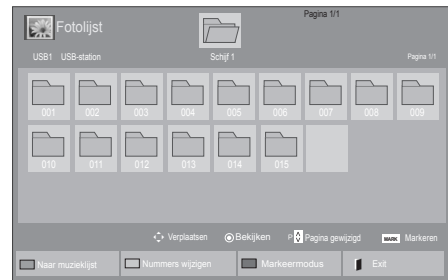 Pagina 1/1
Fotolijst
USB1 USB-station Schijf 1 Pagina 1/1
001 002 003 004 005 006 007 008 009
010 011 012 013 014 015
Verplaatsen Bekijken P Pagina gewijzigd MARK Markeren
Naar muzieklijst Nummers wijzigen Markeermodus Exit